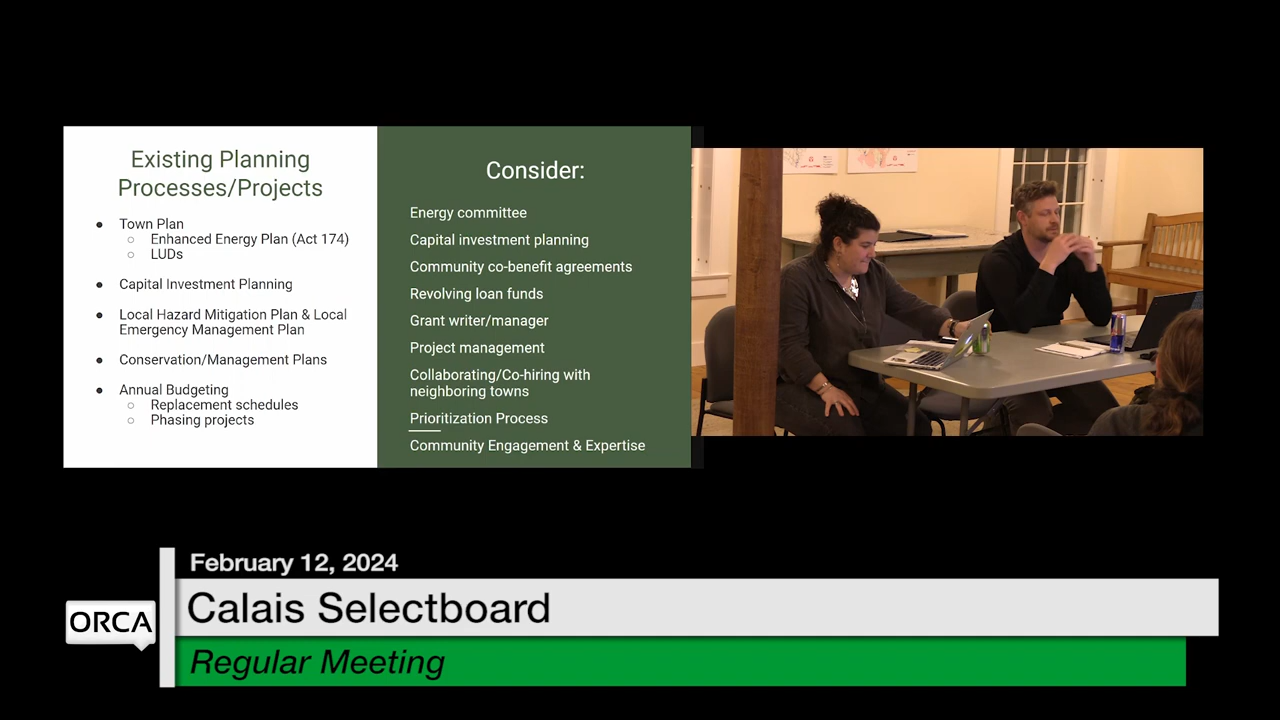 Existing Planning
Processes/Projects
Town Plan
Enhanced Energy Plan (Act 174)
LUDs
Capital Investment Planning
Local Hazard Mitigation Plan & Local
Emergency Management Plan
Conservation/Management Plans
Annual Budgeting
Replacement schedules
Phasing projects
Consider:
Energy committee
Capital investment planning
Community co-benefit agreements
Revolving loan funds
Grant writer/manager
Project management
Collaborating/Co-hiring with
neighboring towns
Prioritization Process
Community Engagement & Expertise
February 12, 2024
ORCA
Calais Selectboard
Regular Meeting